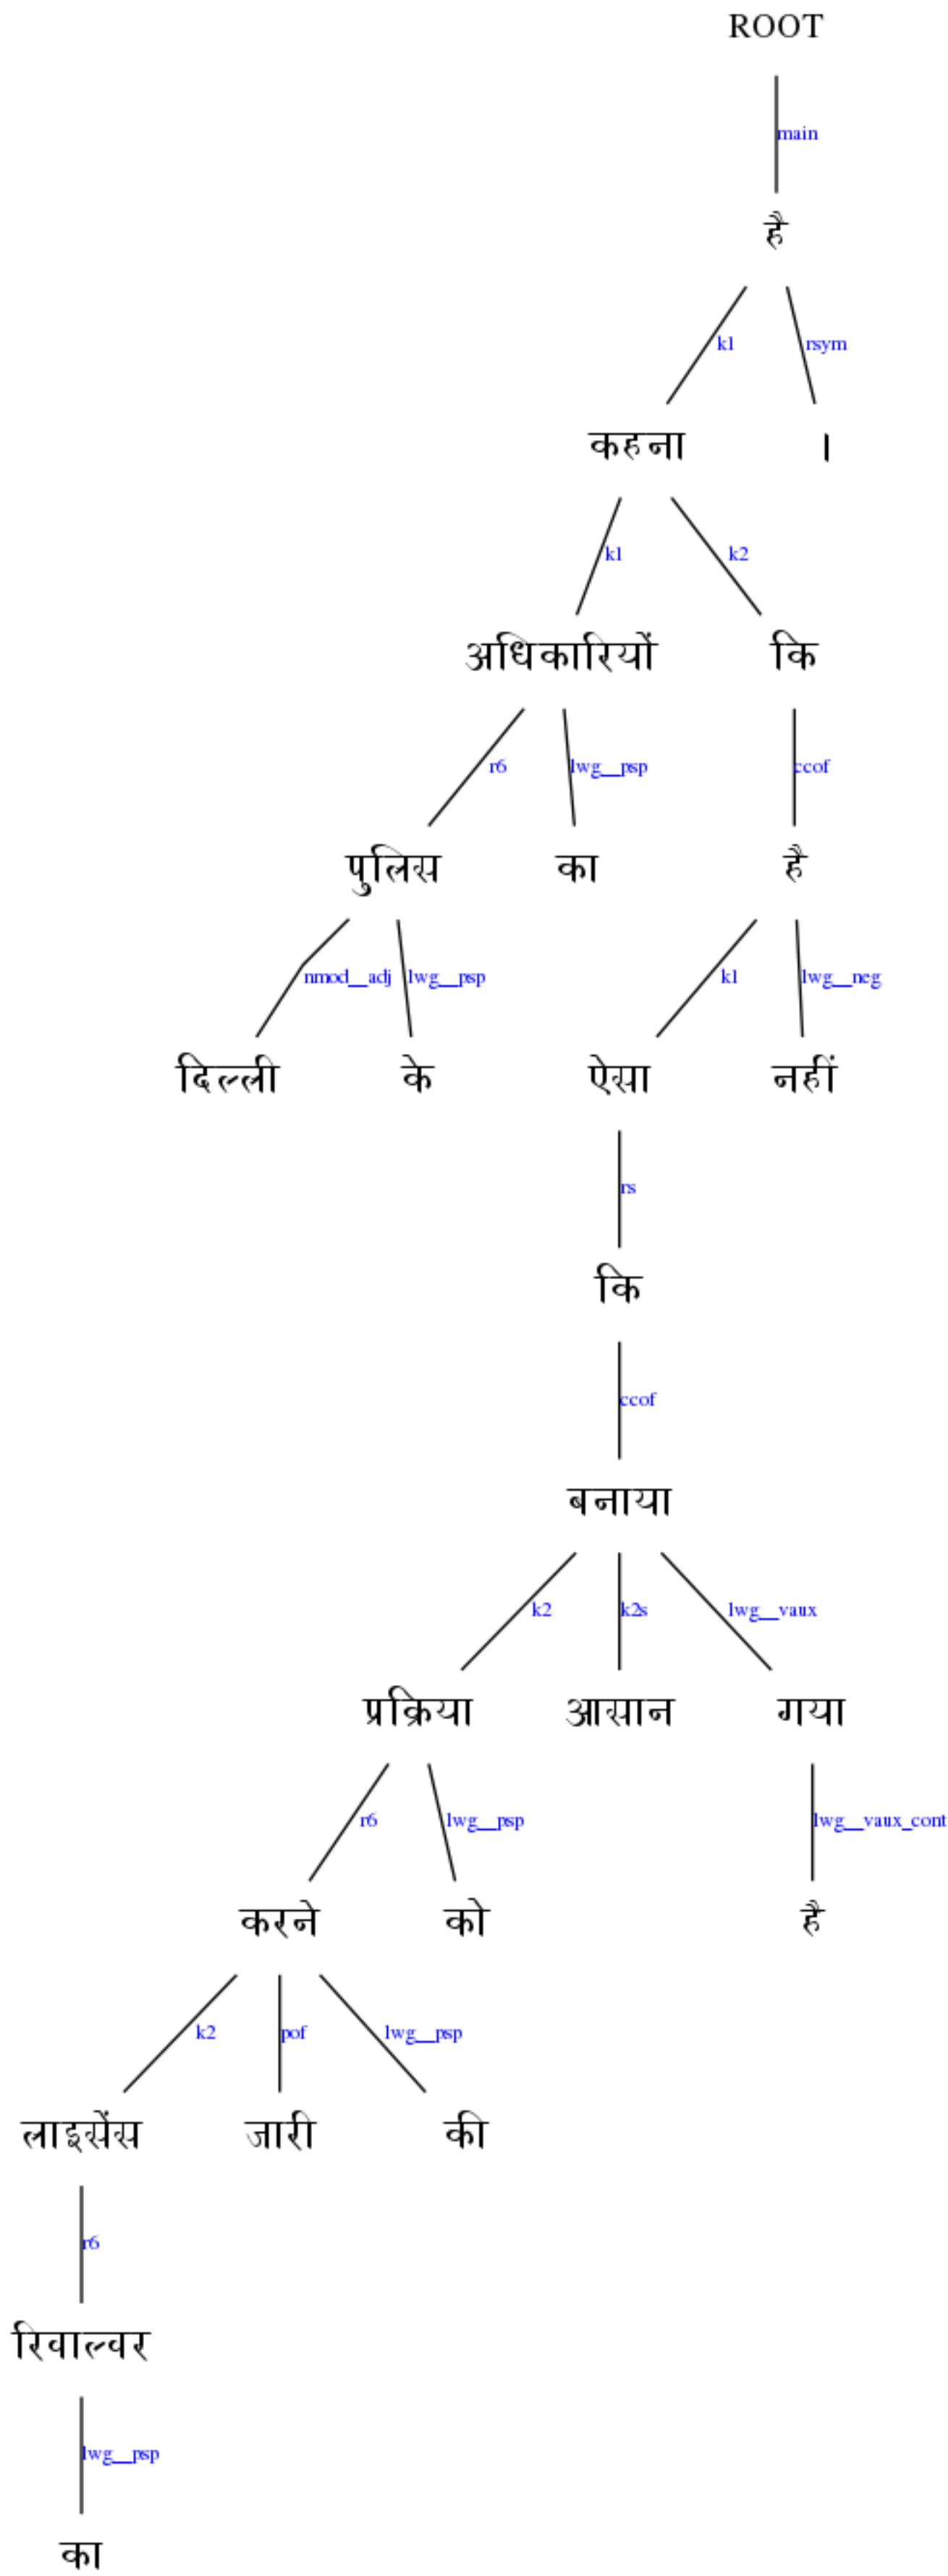 ROOT
main
है
k1 rsym
कहना ।
k1 k2
अधिकारियों कि
r6 lwg__psp ccof
पुलिस का है
nmod__adj lwg__psp k1 lwg__neg
दिल्ली के ऐसा नहीं
rs
कि
ccof
बनाया
k2 k2s lwg__vaux
प्रक्रिया आसान गया
r6 lwg__psp lwg__vaux_cont
करने को है
k2 pof lwg__psp
लाइसेंस जारी की
r6
रिवाल्वर
lwg__psp
का